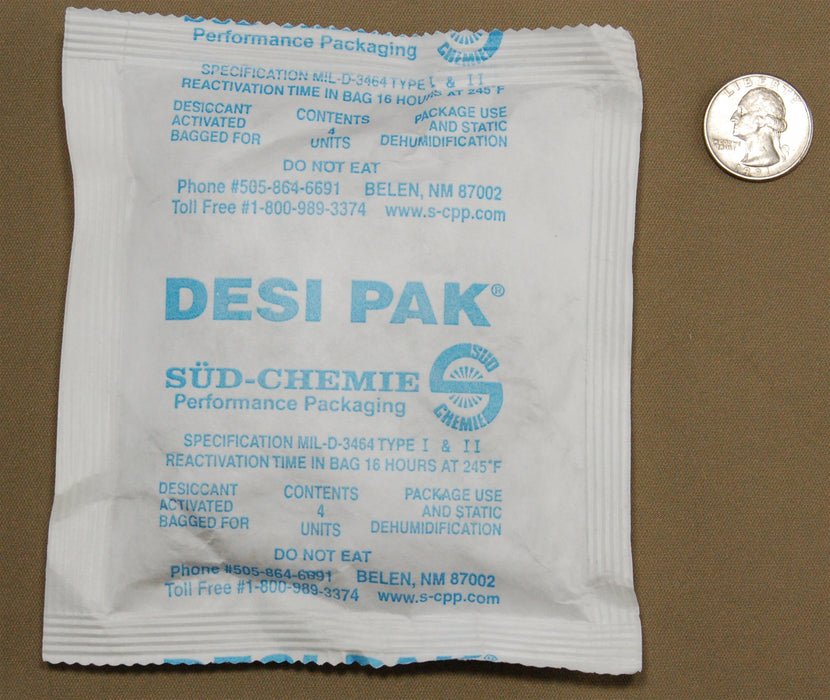 SÜD-CHEMIE
Performance Packaging
CHEMIE
SPECIFICATION MIL-D-3464 TYPE I & II
REACTIVATION TIME IN BAG 16 HOURS AT 245°F
DESICCANT CONTENTS PACKAGE USE
ACTIVATED 4 AND STATIC
BAGGED FOR UNITS DEHUMIDIFICATION
DO NOT EAT
Phone #505-864-6691 BELEN, NM 87002
Toll Free #1-800-989-3374 www.s-cpp.com
DESI PAK®
SÜD-CHEMIE
Performance Packaging
SÜD
CHEMIE
SPECIFICATION MIL-D-3464 TYPE I & II
REACTIVATION TIME IN BAG 16 HOURS AT 245°F
DESICCANT CONTENTS PACKAGE USE
ACTIVATED 4 AND STATIC
BAGGED FOR UNITS DEHUMIDIFICATION
DO NOT EAT
Phone #505-864-6691 BELEN, NM 87002
Toll Free #1-800-989-3374 www.s-cpp.com
DESI PAK®
LIBERTY